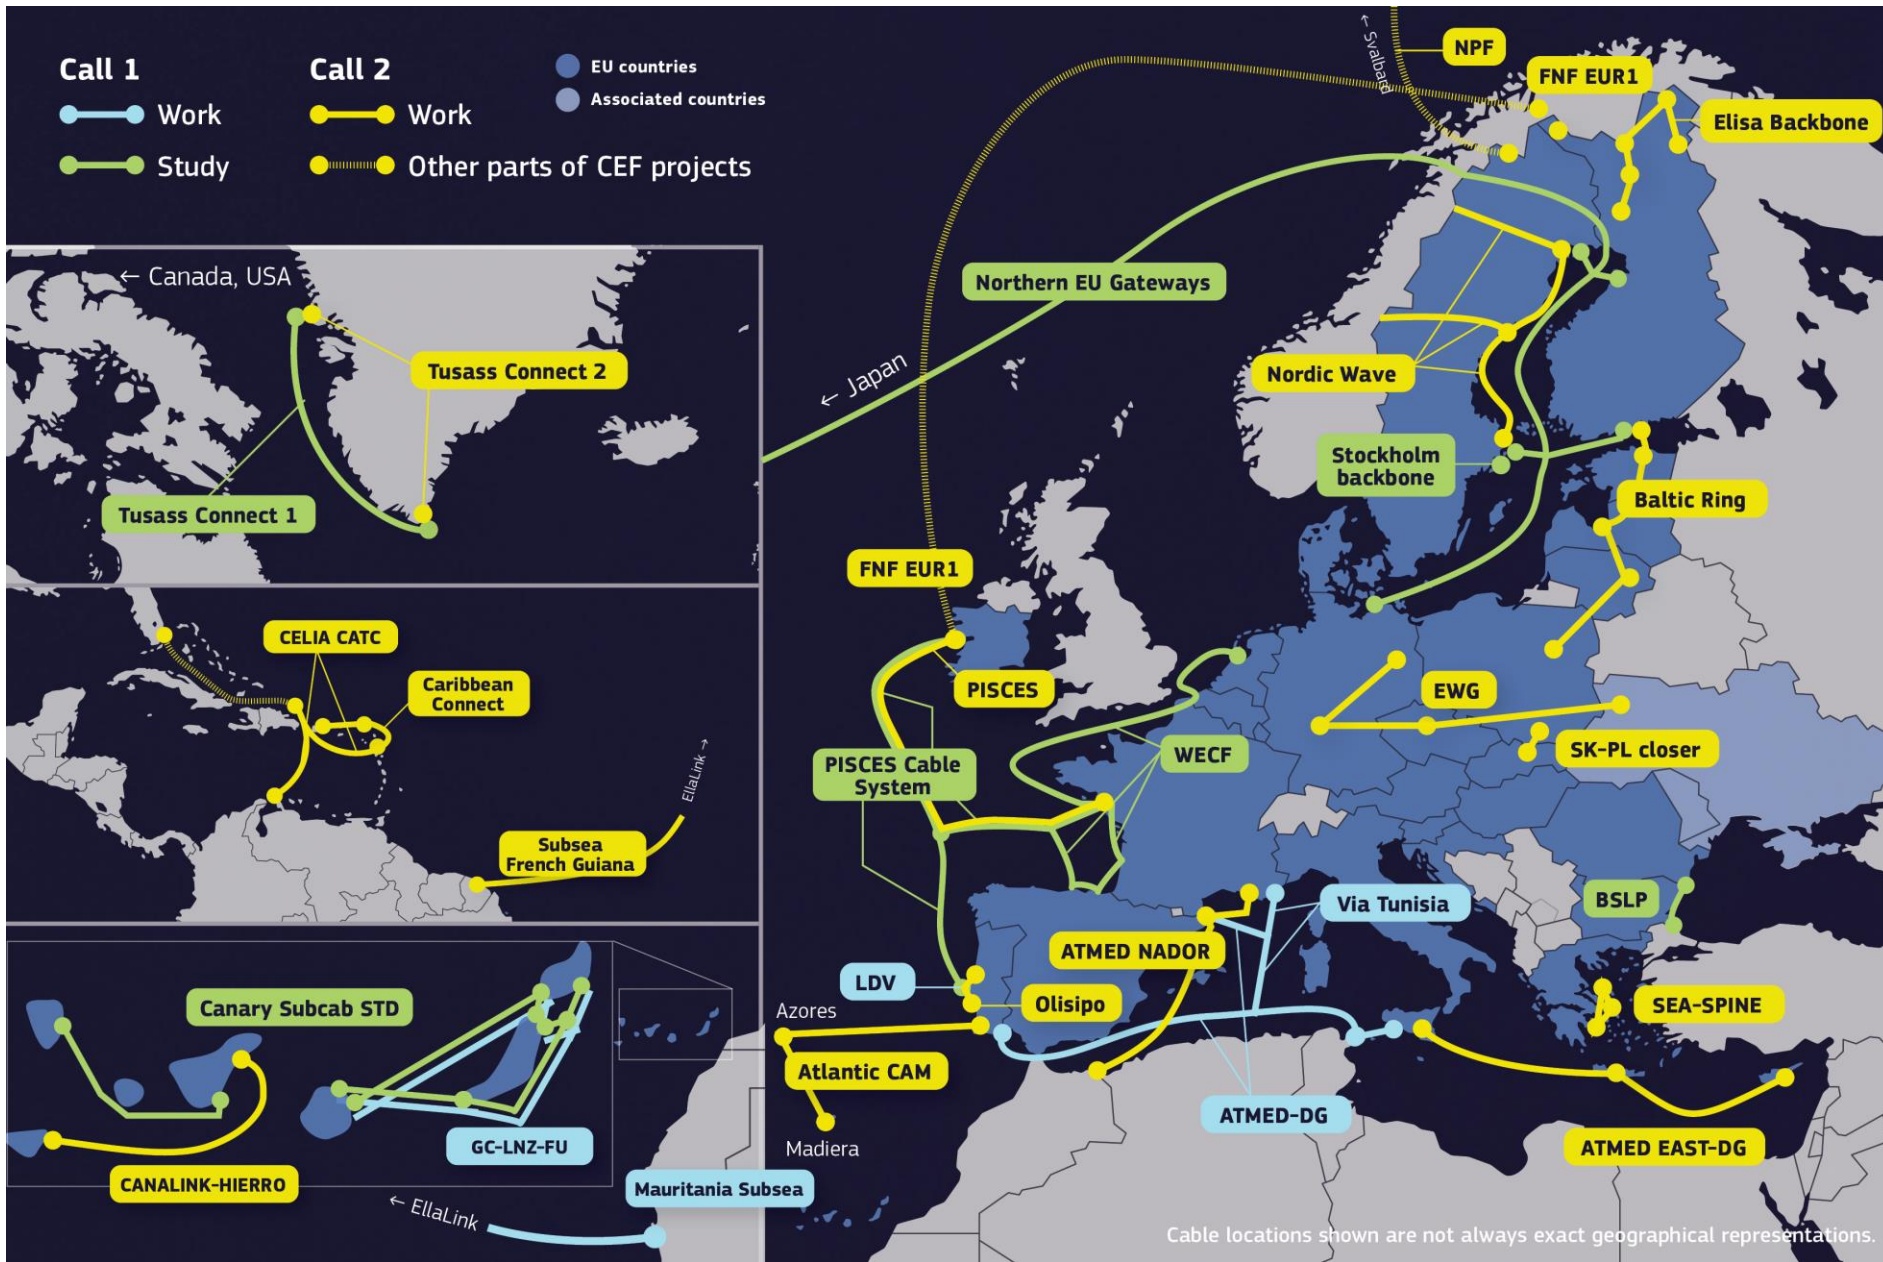 Call 1
Work
Study
Call 2
Work
Other parts of CEF projects
EU countries
Associated countries
← Svalbard
NPF
FNF EUR1
Elisa Backbone
Northern EU Gateways
← Japan
Nordic Wave
Stockholm
backbone
Baltic Ring
← Canada, USA
Tusass Connect 2
Tusass Connect 1
FNF EUR1
PISCES
EWG
SK-PL closer
PISCES Cable
System
WECF
CELIA CATC
Caribbean
Connect
EllaLink →
Subsea
French Guiana
BSLP
Via Tunisia
ATMED NADOR
LDV
Olisipo
SEA-SPINE
Azores
Atlantic CAM
Madiera
ATMED-DG
ATMED EAST-DG
Canary Subcab STD
GC-LNZ-FU
CANALINK-HIERRO
Mauritania Subsea
← EllaLink
Cable locations shown are not always exact geographical representations.